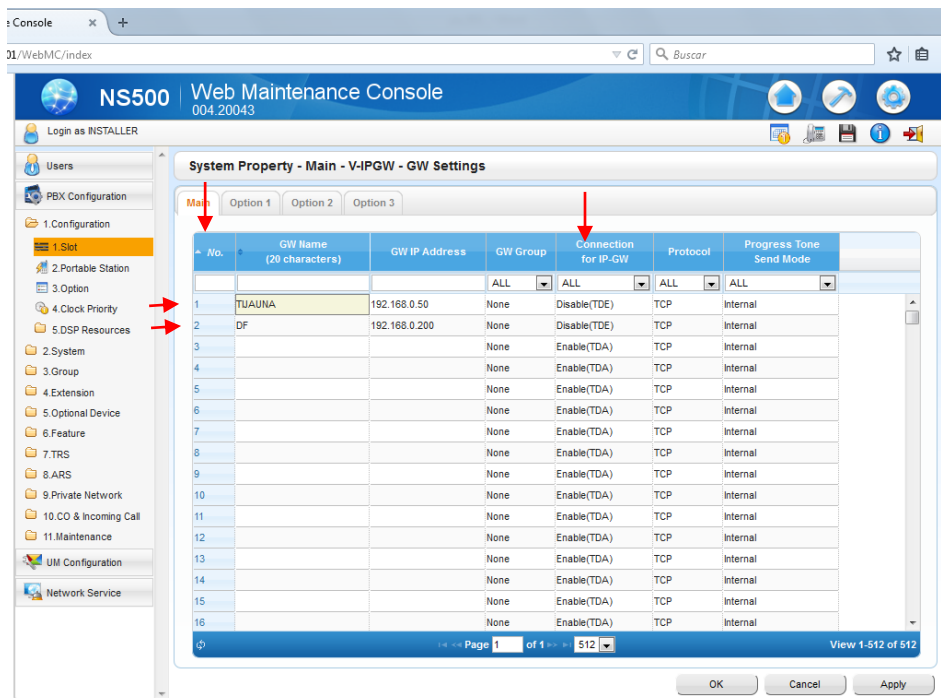 e Console × +
01/WebMC/index Buscar
NS500 Web Maintenance Console
004.20043
Login as INSTALLER
Users
PBX Configuration
1.Configuration
1.Slot
2.Portable Station
3.Option
4.Clock Priority
5.DSP Resources
2.System
3.Group
4.Extension
5.Optional Device
6.Feature
7.TRS
8.ARS
9.Private Network
10.CO & Incoming Call
11.Maintenance
UM Configuration
Network Service
System Property - Main - V-IPGW - GW Settings
Main Option 1 Option 2 Option 3
No. GW Name (20 characters) GW IP Address GW Group Connection for IP-GW Protocol Progress Tone Send Mode
ALL ALL ALL ALL
1 TIJAUNA 192.168.0.50 None Disable(TDE) TCP Internal
2 DF 192.168.0.200 None Disable(TDE) TCP Internal
3 None Enable(TDA) TCP Internal
4 None Enable(TDA) TCP Internal
5 None Enable(TDA) TCP Internal
6 None Enable(TDA) TCP Internal
7 None Enable(TDA) TCP Internal
8 None Enable(TDA) TCP Internal
9 None Enable(TDA) TCP Internal
10 None Enable(TDA) TCP Internal
11 None Enable(TDA) TCP Internal
12 None Enable(TDA) TCP Internal
13 None Enable(TDA) TCP Internal
14 None Enable(TDA) TCP Internal
15 None Enable(TDA) TCP Internal
16 None Enable(TDA) TCP Internal
Page 1 of 1 512 View 1-512 of 512
OK Cancel Apply